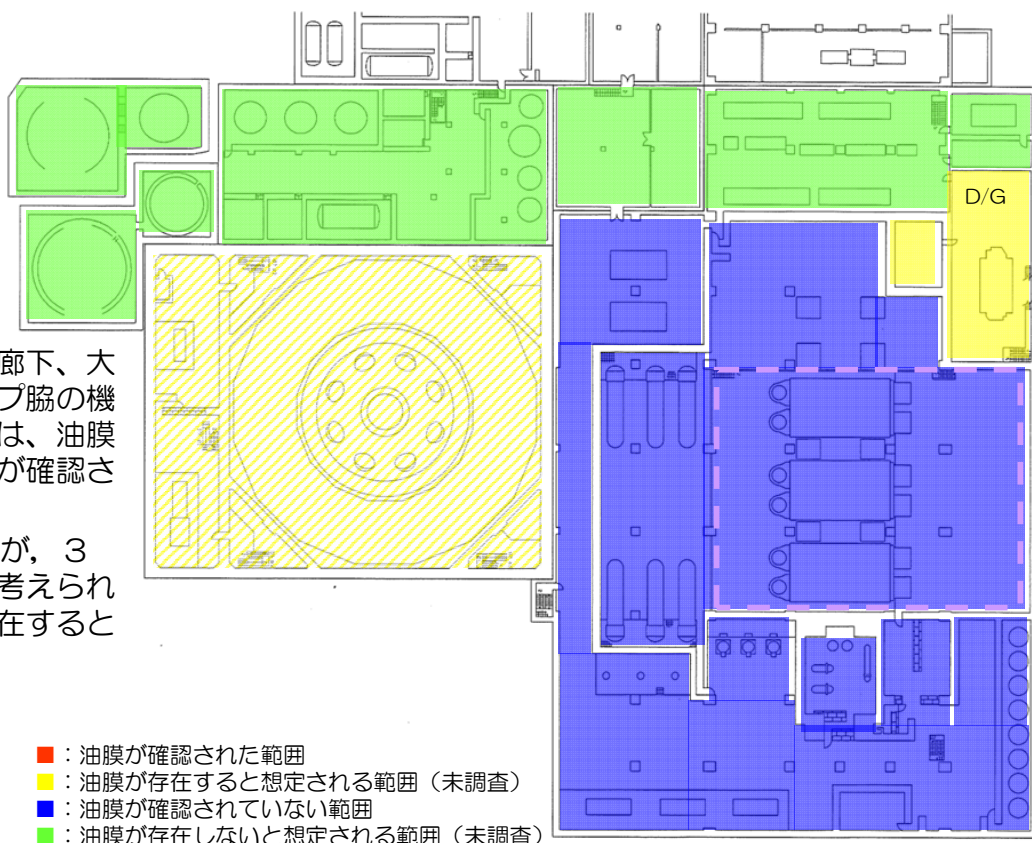 D/G
廊下、大
プ脇の機
は、油膜
が確認さ
が，３
考えられ
在すると
■：油膜が確認された範囲
■：油膜が存在すると想定される範囲（未調査）
■：油膜が確認されていない範囲
■：油膜が存在しないと想定される範囲（未調査）